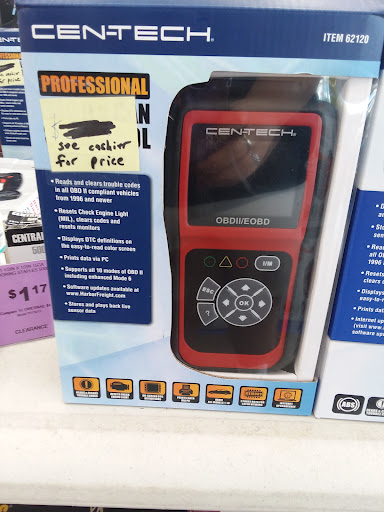 CEN-TECH®
ITEM 62120
PROFESSIONAL
see cashier
for price
• Reads and clears trouble codes
in all OBD II compliant vehicles
from 1996 and newer
• Resets Check Engine Light
(MIL), clears codes and
resets monitors
• Displays DTC definitions on
the easy-to-read color screen
• Prints data via PC
• Supports all 10 modes of OBD II
including enhanced Mode 6
• Software updates available at
www.HarborFreight.com
• Stores and plays back live
sensor data
CEN-TECH®
OBDII/EOBD
I/M
ESC
OK
?
CENTRAL
$1 17
CLEARANCE
ABS